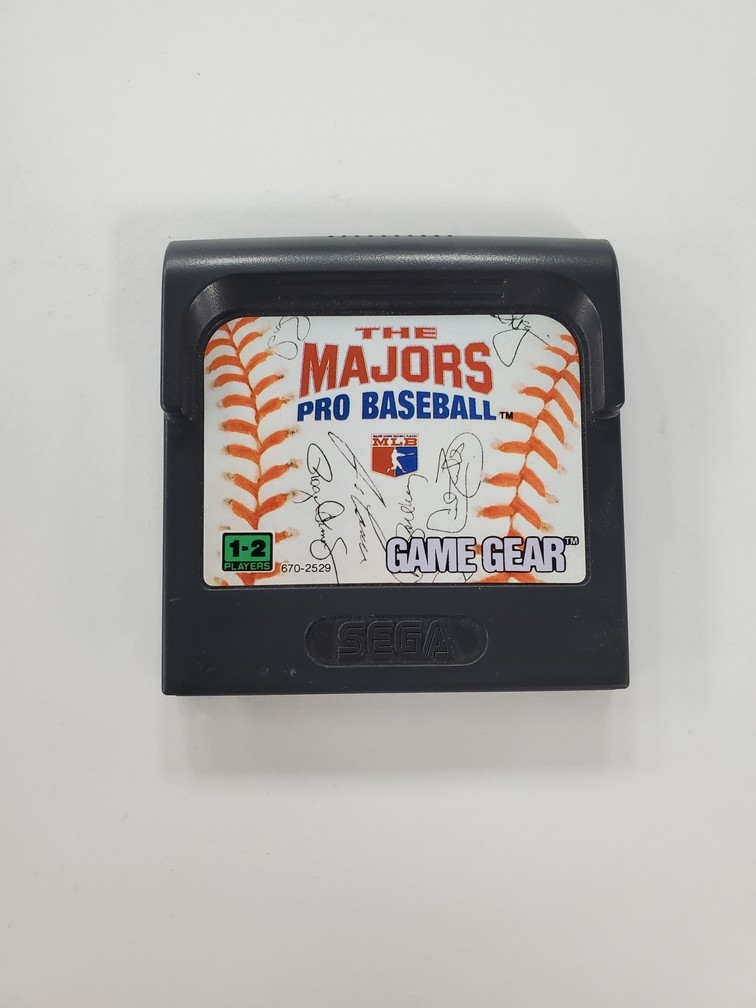 THE
MAJORS
PRO BASEBALL™
MLB
1-2
PLAYERS
670-2529
GAME GEAR™
SEGA